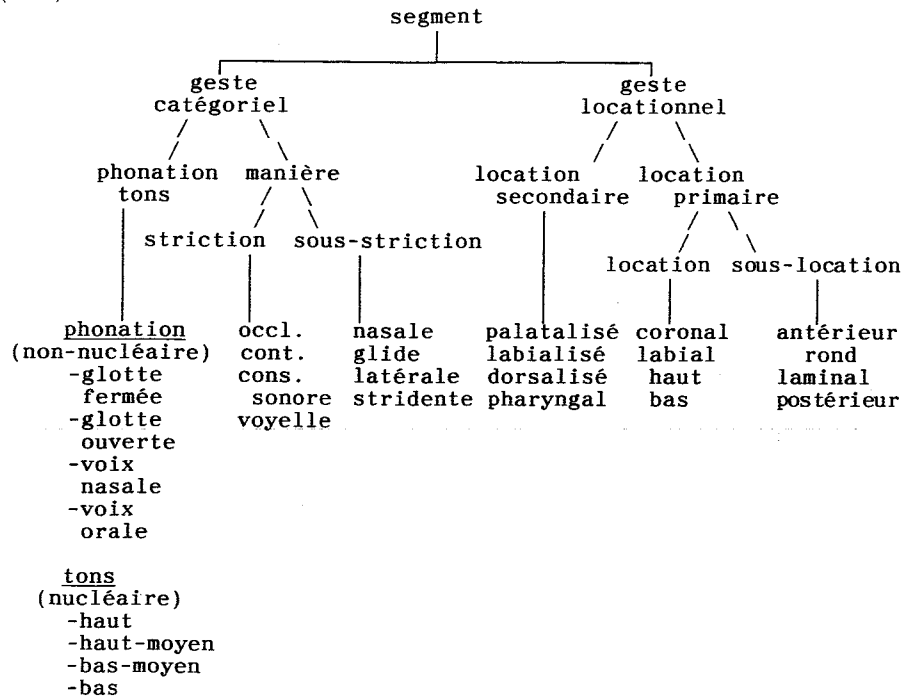 segment
geste geste
catégoriel locationnel
phonation manière location location
tons secondaire primaire
striction sous-striction
location sous-location
phonation occl. nasale palatalisé coronal antérieur
(non-nucléaire) cont. glide labialisé labial rond
-glotte cons. latérale dorsalisé haut laminal
fermée sonore stridente pharyngal bas postérieur
-glotte voyelle
ouverte
-voix
nasale
-voix
orale
tons
(nucléaire)
-haut
-haut-moyen
-bas-moyen
-bas